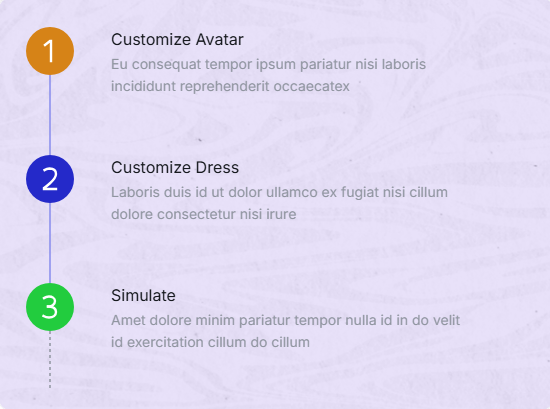 1
Customize Avatar
Eu consequat tempor ipsum pariatur nisi laboris
incididunt reprehenderit occaecatex
2
Customize Dress
Laboris duis id ut dolor ullamco ex fugiat nisi cillum
dolore consectetur nisi irure
3
Simulate
Amet dolore minim pariatur tempor nulla id in do velit
id exercitation cillum do cillum